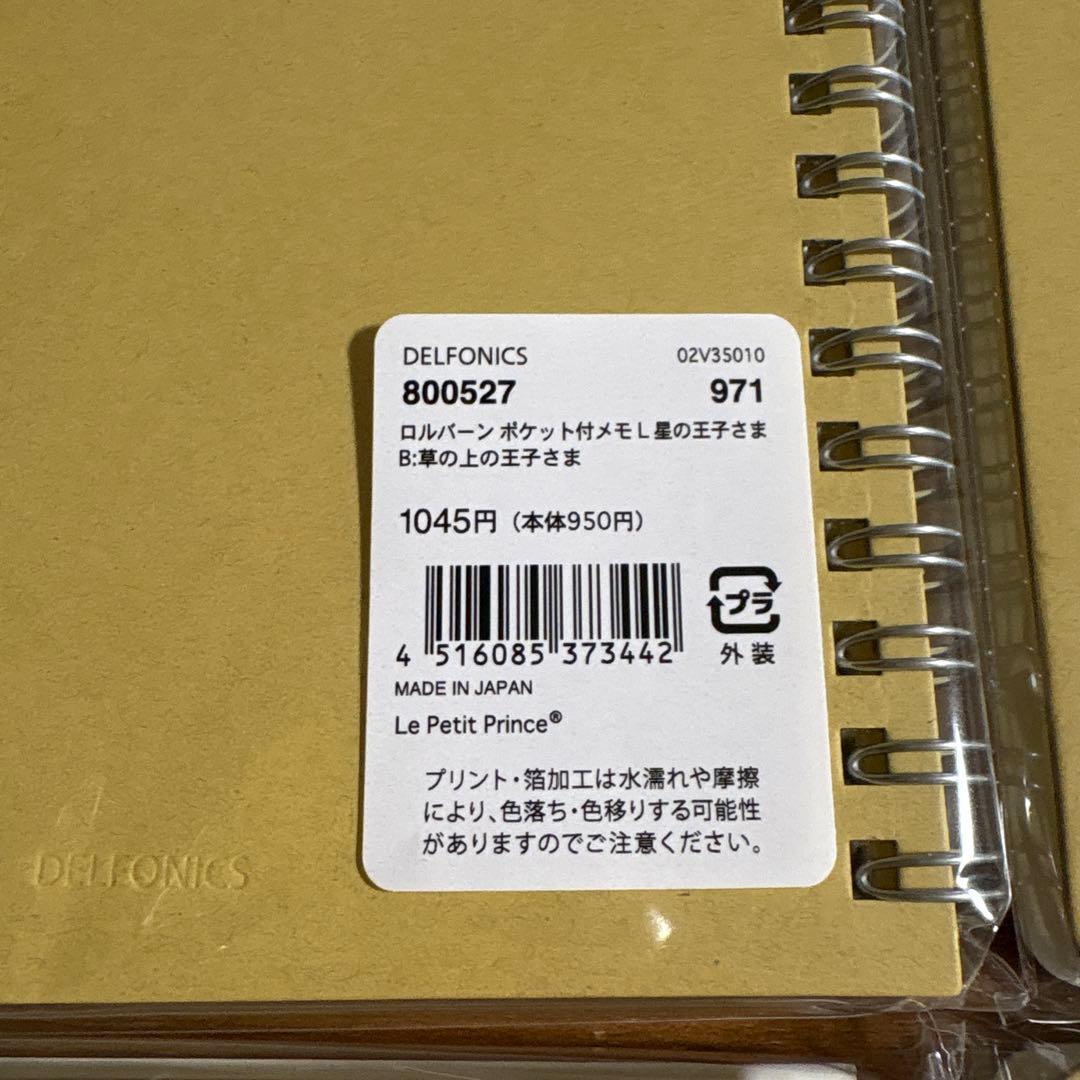 DELFONICS 02V35010
800527 971
ロルバーン ポケット付メモ L 星の王子さま
B:草の上の王子さま
1045円（本体950円）
4 516085 373442
プラ
外装
MADE IN JAPAN
Le Petit Prince®
プリント・箔加工は水濡れや摩擦
により、色落ち・色移りする可能性
がありますのでご注意ください。
DELFONICS